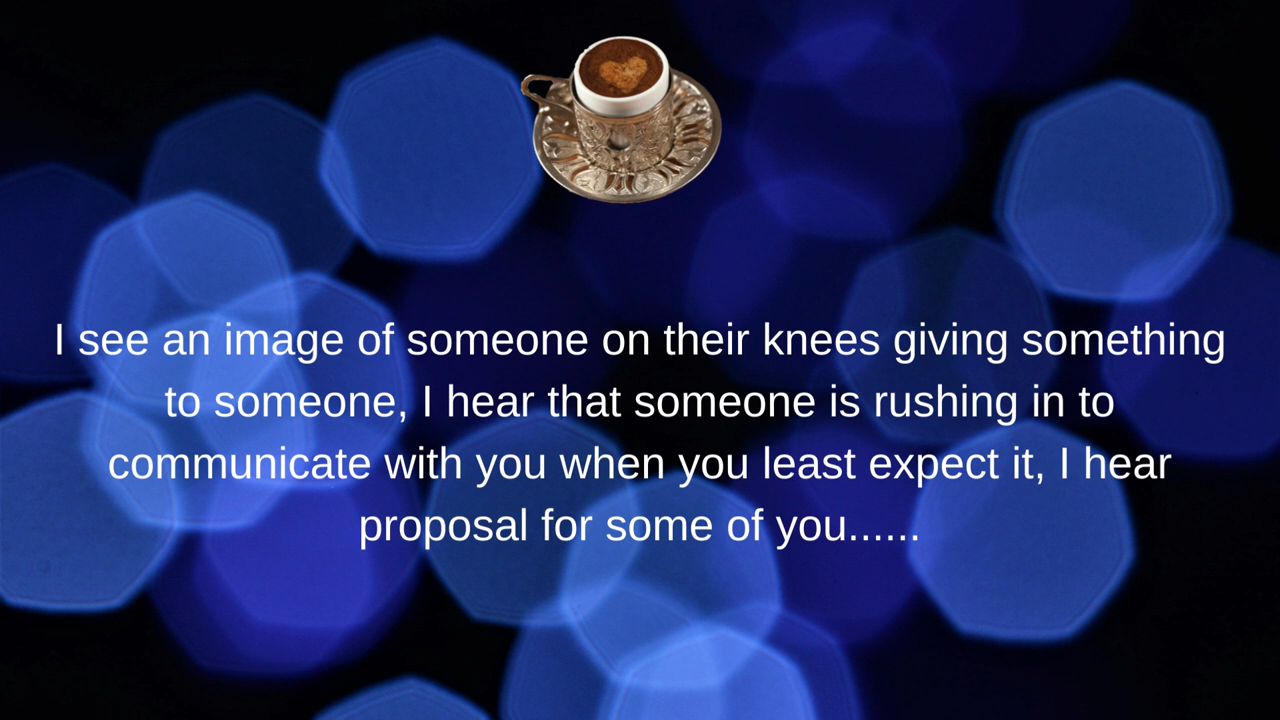 I see an image of someone on their knees giving something
to someone, I hear that someone is rushing in to
communicate with you when you least expect it, I hear
proposal for some of you......